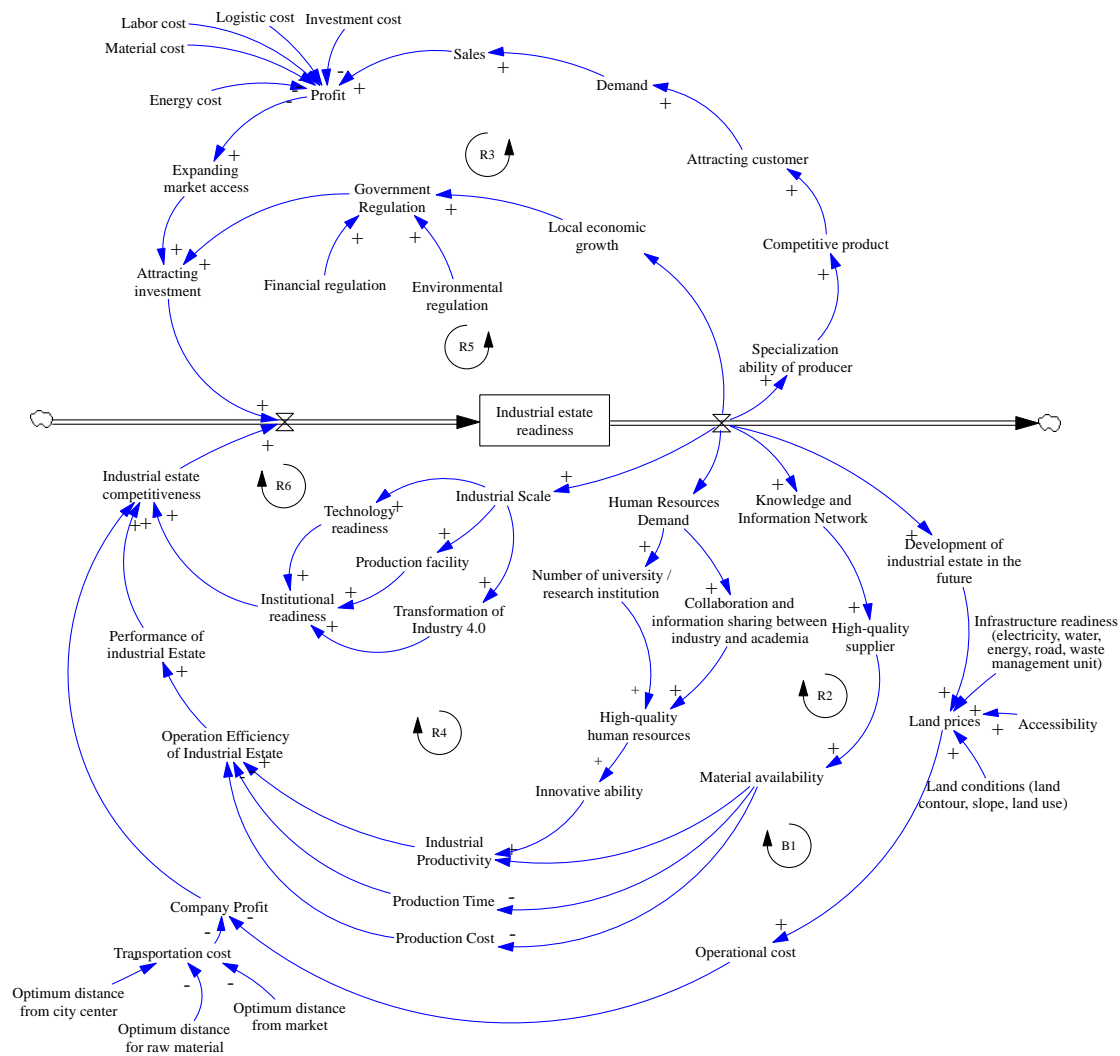 Logistic cost
Investment cost
Labor cost
Material cost
Sales
Energy cost
Profit
Demand
Expanding
market access
R3
Attracting customer
Government
Regulation
Local economic
growth
Competitive product
Attracting
investment
Financial regulation
Environmental
regulation
R5
Specialization
ability of producer
Industrial estate
readiness
Industrial estate
competitiveness
R6
Industrial Scale
Technology
readiness
Human Resources
Demand
Knowledge and
Information Network
Production facility
Development of
industrial estate in the
future
Number of university /
research institution
Institutional
readiness
Transformation of
Industry 4.0
Collaboration and
information sharing between
industry and academia
High-quality
supplier
Infrastructure readiness
(electricity, water,
energy, road, waste
management unit)
Performance of
industrial Estate
R2
R4
High-quality
human resources
Land prices
Accessibility
Operation Efficiency
of Industrial Estate
Material availability
Innovative ability
Land conditions (land
contour, slope, land use)
Industrial
Productivity
B1
Production Time
Company Profit
Production Cost
Transportation cost
Operational cost
Optimum distance
from city center
Optimum distance
from market
Optimum distance
for raw material